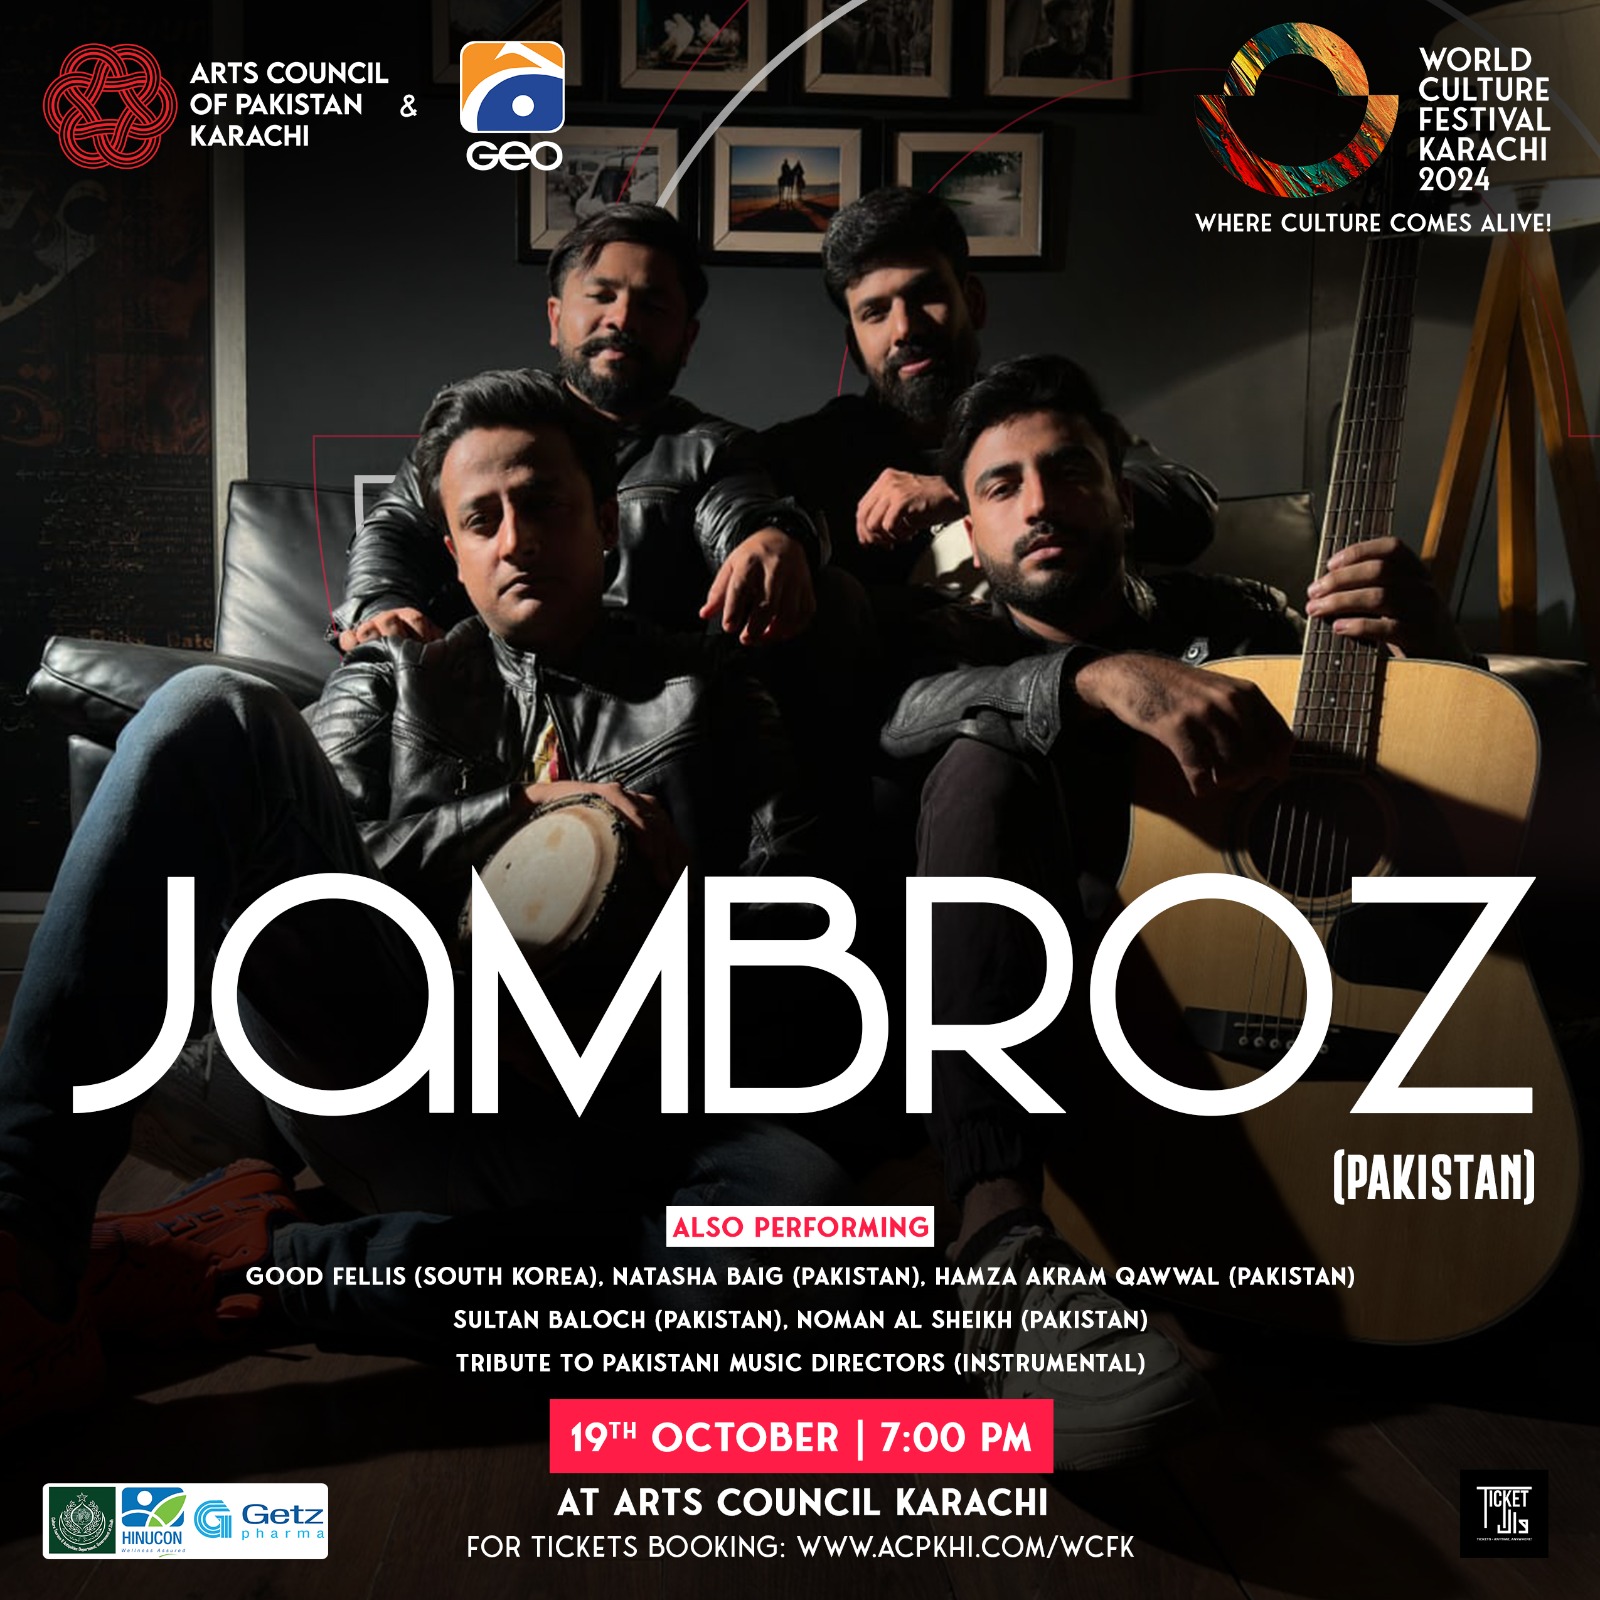 ARTS COUNCIL
OF PAKISTAN &
KARACHI
GEO
WORLD
CULTURE
FESTIVAL
KARACHI
2024
WHERE CULTURE COMES ALIVE!
JAMBROZ
(PAKISTAN)
ALSO PERFORMING
GOOD FELLIS (SOUTH KOREA), NATASHA BAIG (PAKISTAN), HAMZA AKRAM QAWWAL (PAKISTAN)
SULTAN BALOCH (PAKISTAN), NOMAN AL SHEIKH (PAKISTAN)
TRIBUTE TO PAKISTANI MUSIC DIRECTORS (INSTRUMENTAL)
19TH OCTOBER | 7:00 PM
AT ARTS COUNCIL KARACHI
FOR TICKETS BOOKING: WWW.ACPKHI.COM/WCFK
HINUCON
Wellness Assured
Getz
pharma
TICKET
والا